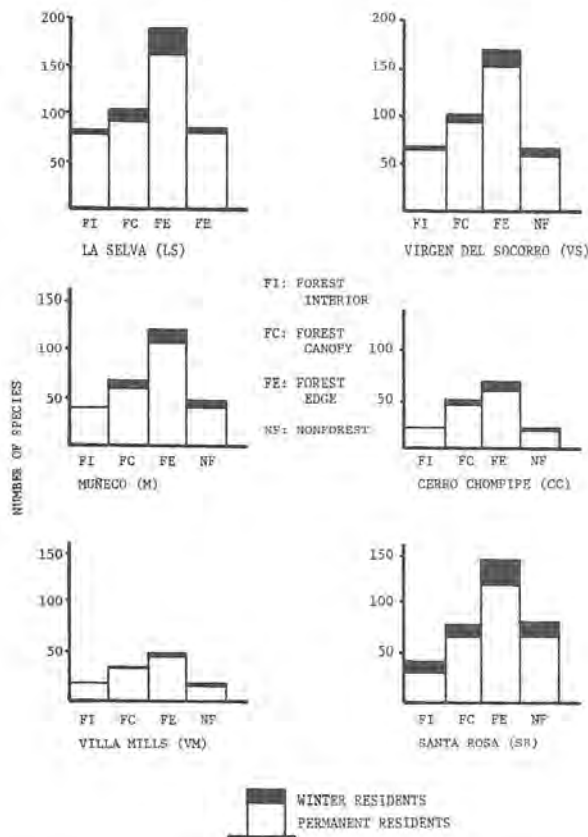 200
150
100
50
FI FC FE FE
LA SELVA (LS)
200
150
100
50
FI FC FE NF
VIRGEN DEL SOCORRO (VS)
NUMBER OF SPECIES
150
100
50
FI FC FE NF
MUÑECO (M)
FI: FOREST
INTERIOR
FC: FOREST
CANOPY
FE: FOREST
EDGE
NF: NONFOREST
100
50
FI FC FE NF
CERRO CHOMPIPE (CC)
150
100
50
FI FC FE NF
VILLA MILLS (VM)
150
100
50
FI FC FE NF
SANTA ROSA (SR)
WINTER RESIDENTS
PERMANENT RESIDENTS